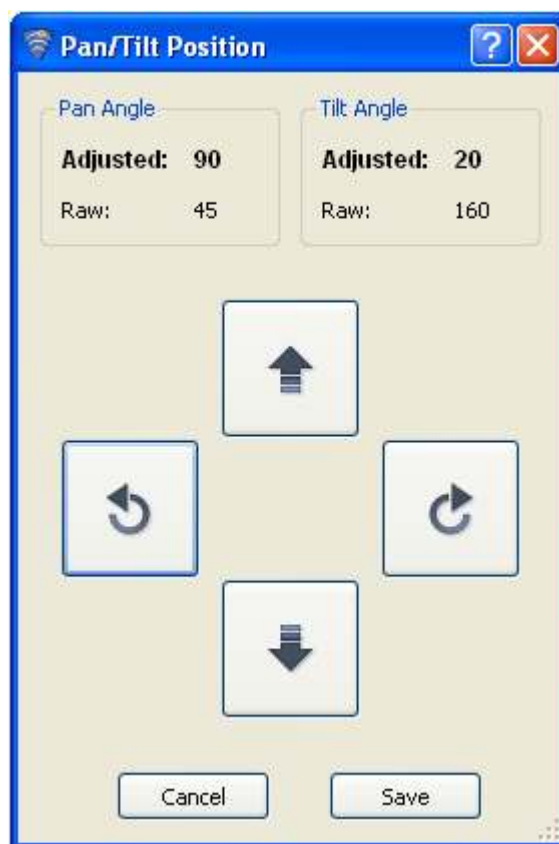 Pan/Tilt Position
Pan Angle
Adjusted: 90
Raw: 45
Tilt Angle
Adjusted: 20
Raw: 160
Cancel
Save